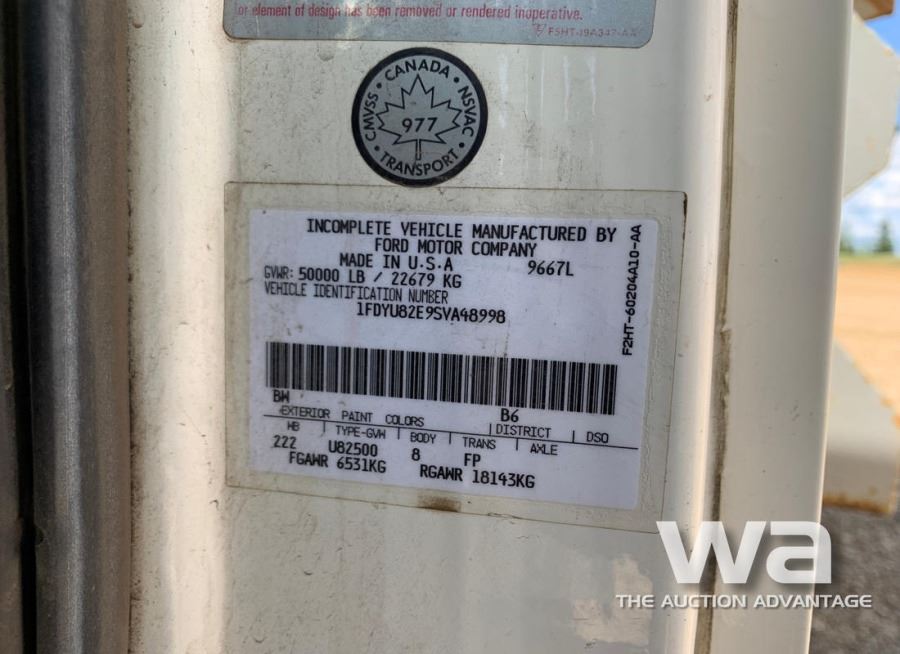 or element of design has been removed or rendered inoperative.
F5HT-19A347-AA
CANADA
CMVSS
NSVAC
977
TRANSPORT
INCOMPLETE VEHICLE MANUFACTURED BY
FORD MOTOR COMPANY
MADE IN U.S.A 9667L
GVWR: 50000 LB / 22679 KG
VEHICLE IDENTIFICATION NUMBER
1FDYU82E9SVA48998
F2HT-60204A10-AA
BW B6
EXTERIOR PAINT COLORS DISTRICT DSO
WB TYPE-GVW BODY TRANS AXLE
222 U82500 8 FP
FGAWR 6531KG RGAWR 18143KG
wa
THE AUCTION ADVANTAGE